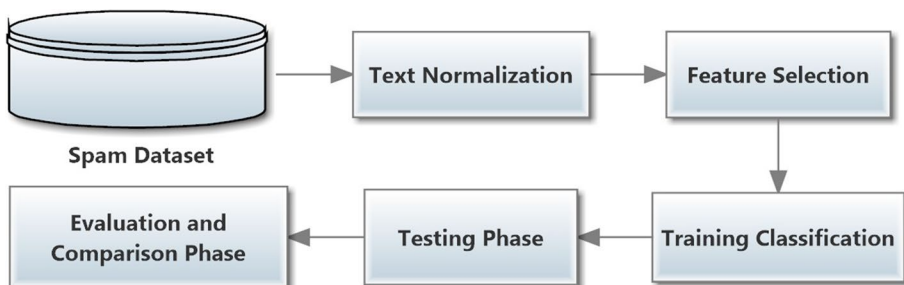 Spam Dataset
Text Normalization
Feature Selection
Training Classification
Testing Phase
Evaluation and
Comparison Phase